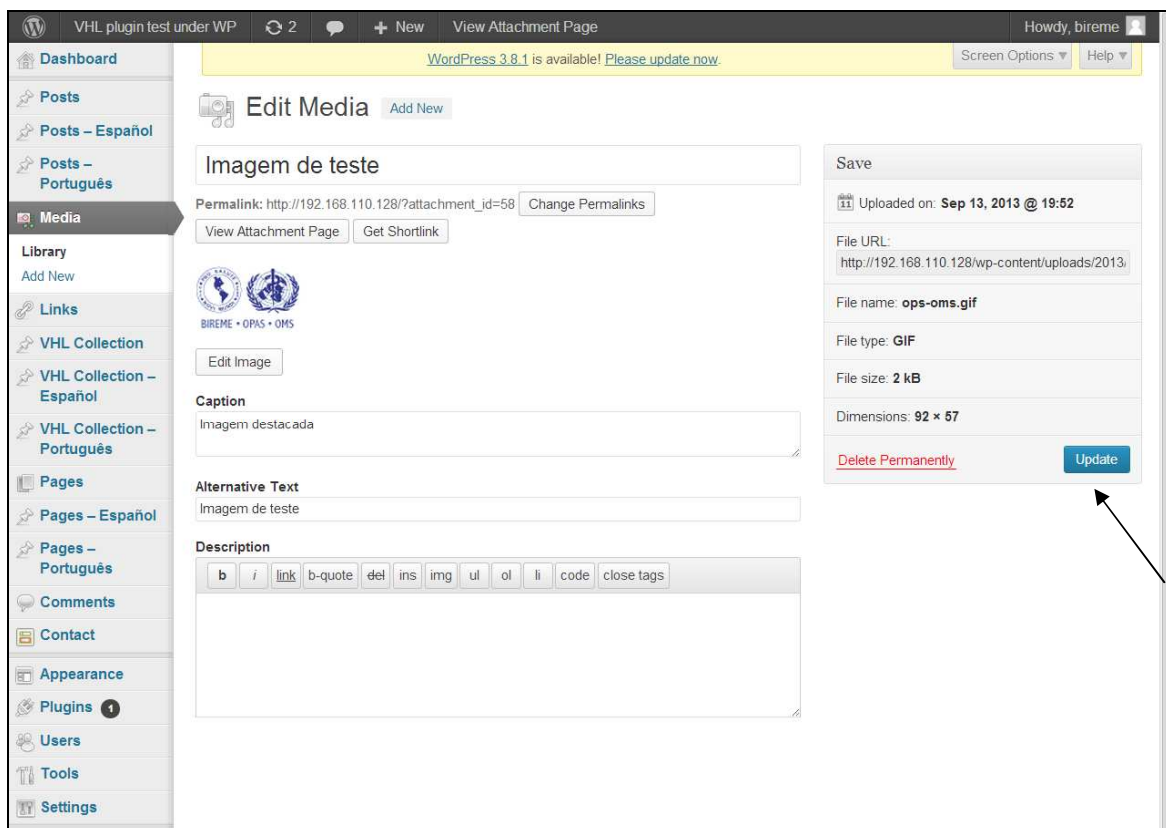 VHL plugin test under WP 2 + New View Attachment Page Howdy, bireme
WordPress 3.8.1 is available! Please update now.
Screen Options Help
Dashboard
Posts
Posts – Español
Posts –
Português
Media
Library
Add New
Links
VHL Collection
VHL Collection –
Español
VHL Collection –
Português
Pages
Pages – Español
Pages –
Português
Comments
Contact
Appearance
Plugins 1
Users
Tools
Settings
Edit Media Add New
Imagem de teste
Permalink: http://192.168.110.128/?attachment_id=58 Change Permalinks
View Attachment Page Get Shortlink
BIREME • OPAS • OMS
Edit Image
Caption
Imagem destacada
Alternative Text
Imagem de teste
Description
b i link b-quote del ins img ul ol li code close tags
Save
11 Uploaded on: Sep 13, 2013 @ 19:52
File URL:
http://192.168.110.128/wp-content/uploads/2013/
File name: ops-oms.gif
File type: GIF
File size: 2 kB
Dimensions: 92 × 57
Delete Permanently Update